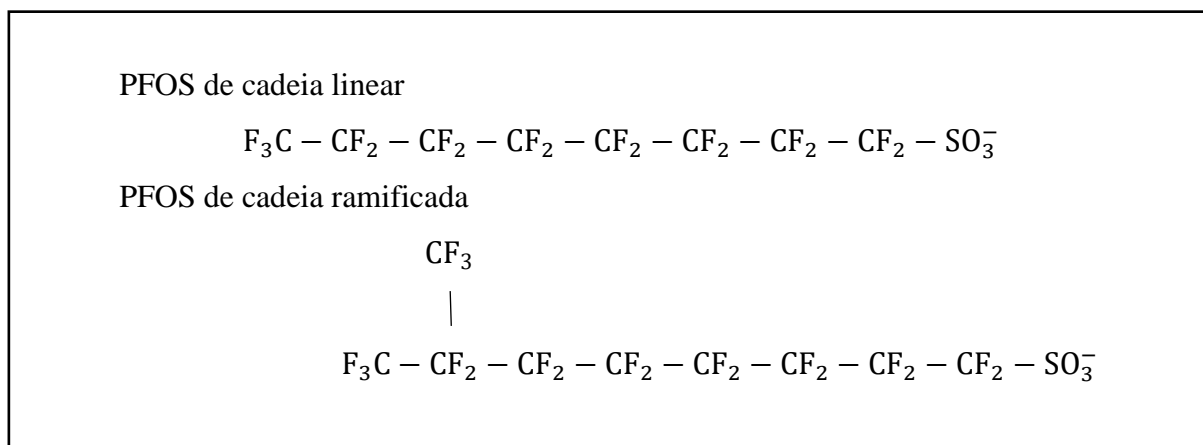 PFOS de cadeia linear
F₃C − CF₂ − CF₂ − CF₂ − CF₂ − CF₂ − CF₂ − CF₂ − SO₃⁻
PFOS de cadeia ramificada
CF₃
|
F₃C − CF₂ − CF₂ − CF₂ − CF₂ − CF₂ − CF₂ − CF₂ − SO₃⁻